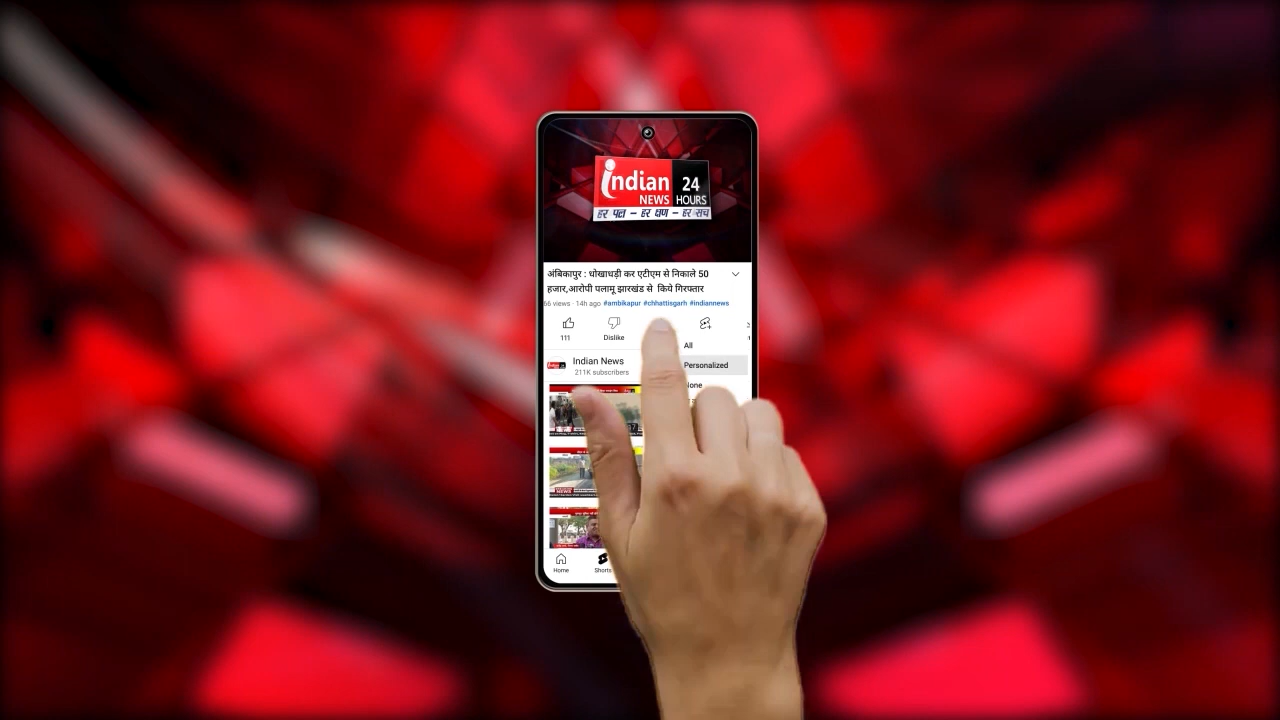 indian
NEWS
24
HOURS
हर पल - हर क्षण - हर सच
अंबिकापुर : धोखाधड़ी कर एटीएम से निकाले 50
हजार,आरोपी पलामू झारखंड से किये गिरफ्तार
66 views · 14h ago #ambikapur #chhattisgarh #indiannews
111
Dislike
All
Indian News
Personalized
211K subscribers
None
NEWS
Home
Shorts